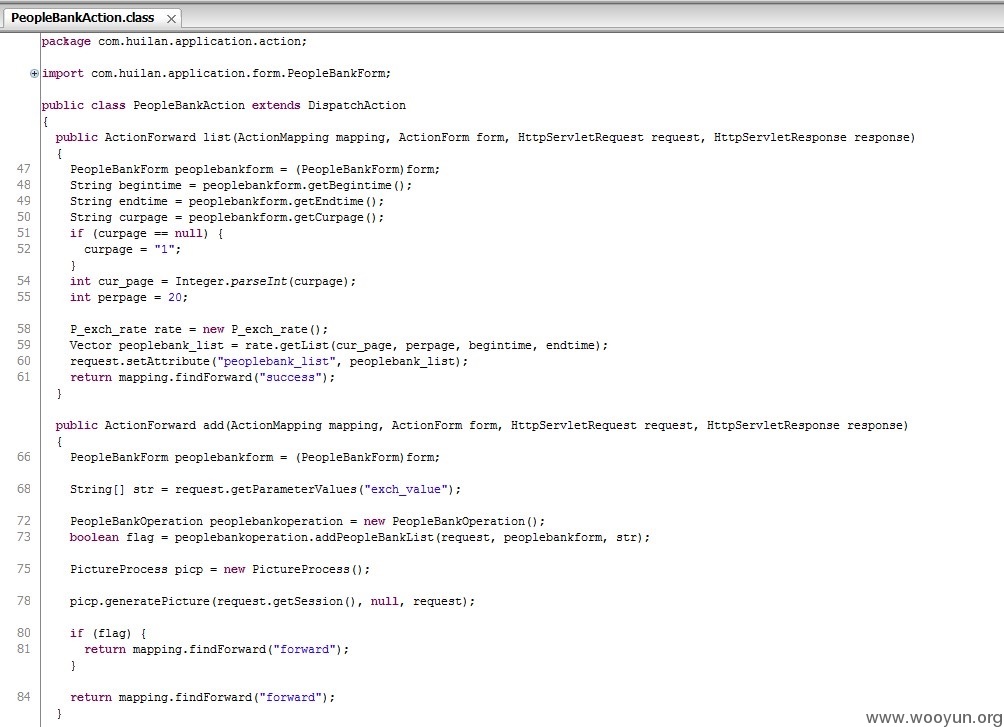 PeopleBankAction.class
package com.huilan.application.action;
import com.huilan.application.form.PeopleBankForm;
public class PeopleBankAction extends DispatchAction
{
  public ActionForward list(ActionMapping mapping, ActionForm form, HttpServletRequest request, HttpServletResponse response)
  {
47    PeopleBankForm peoplebankform = (PeopleBankForm)form;
48    String begintime = peoplebankform.getBegintime();
49    String endtime = peoplebankform.getEndtime();
50    String curpage = peoplebankform.getCurpage();
51    if (curpage == null) {
52      curpage = "1";
    }
54    int cur_page = Integer.parseInt(curpage);
55    int perpage = 20;
58    P_exch_rate rate = new P_exch_rate();
59    Vector peoplebank_list = rate.getList(cur_page, perpage, begintime, endtime);
60    request.setAttribute("peoplebank_list", peoplebank_list);
61    return mapping.findForward("success");
  }
  public ActionForward add(ActionMapping mapping, ActionForm form, HttpServletRequest request, HttpServletResponse response)
  {
66    PeopleBankForm peoplebankform = (PeopleBankForm)form;
68    String[] str = request.getParameterValues("exch_value");
72    PeopleBankOperation peoplebankoperation = new PeopleBankOperation();
73    boolean flag = peoplebankoperation.addPeopleBankList(request, peoplebankform, str);
75    PictureProcess picp = new PictureProcess();
78    picp.generatePicture(request.getSession(), null, request);
80    if (flag) {
81      return mapping.findForward("forward");
    }
84    return mapping.findForward("forward");
  }
www.wooyun.org